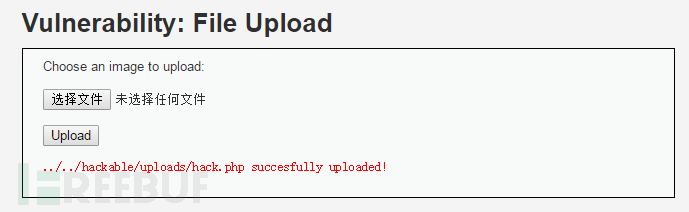 Vulnerability: File Upload
Choose an image to upload:
选择文件 未选择任何文件
Upload
../../hackable/uploads/hack.php succesfully uploaded!
REEBUF